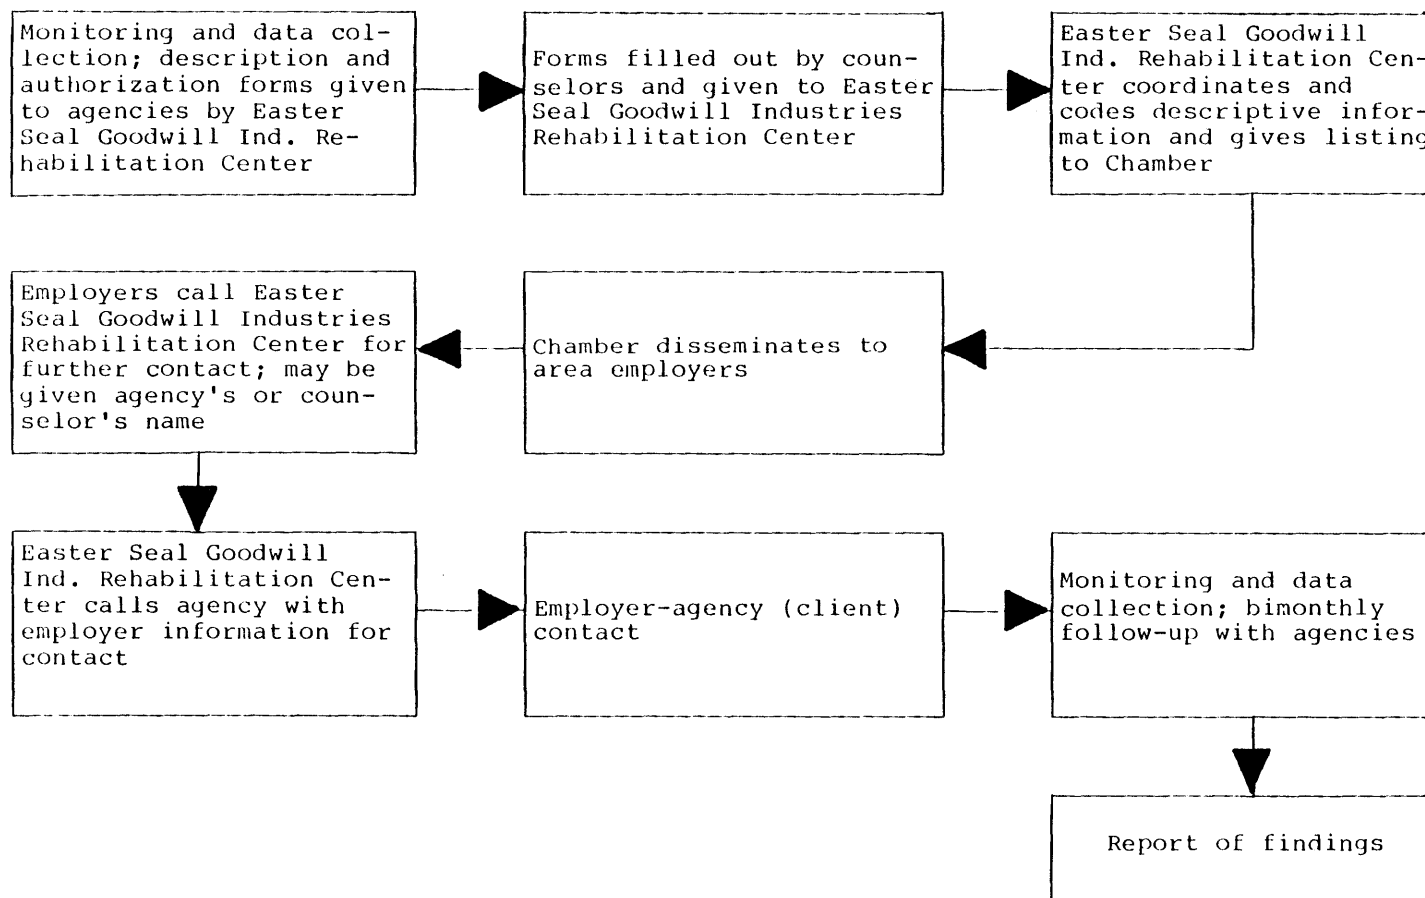 Monitoring and data col-
lection; description and
authorization forms given
to agencies by Easter
Seal Goodwill Ind. Re-
habilitation Center
Forms filled out by coun-
selors and given to Easter
Seal Goodwill Industries
Rehabilitation Center
Easter Seal Goodwill
Ind. Rehabilitation Cen-
ter coordinates and
codes descriptive infor-
mation and gives listing
to Chamber
Chamber disseminates to
area employers
Employers call Easter
Seal Goodwill Industries
Rehabilitation Center for
further contact; may be
given agency's or coun-
selor's name
Easter Seal Goodwill
Ind. Rehabilitation Cen-
ter calls agency with
employer information for
contact
Employer-agency (client)
contact
Monitoring and data
collection; bimonthly
follow-up with agencies
Report of findings